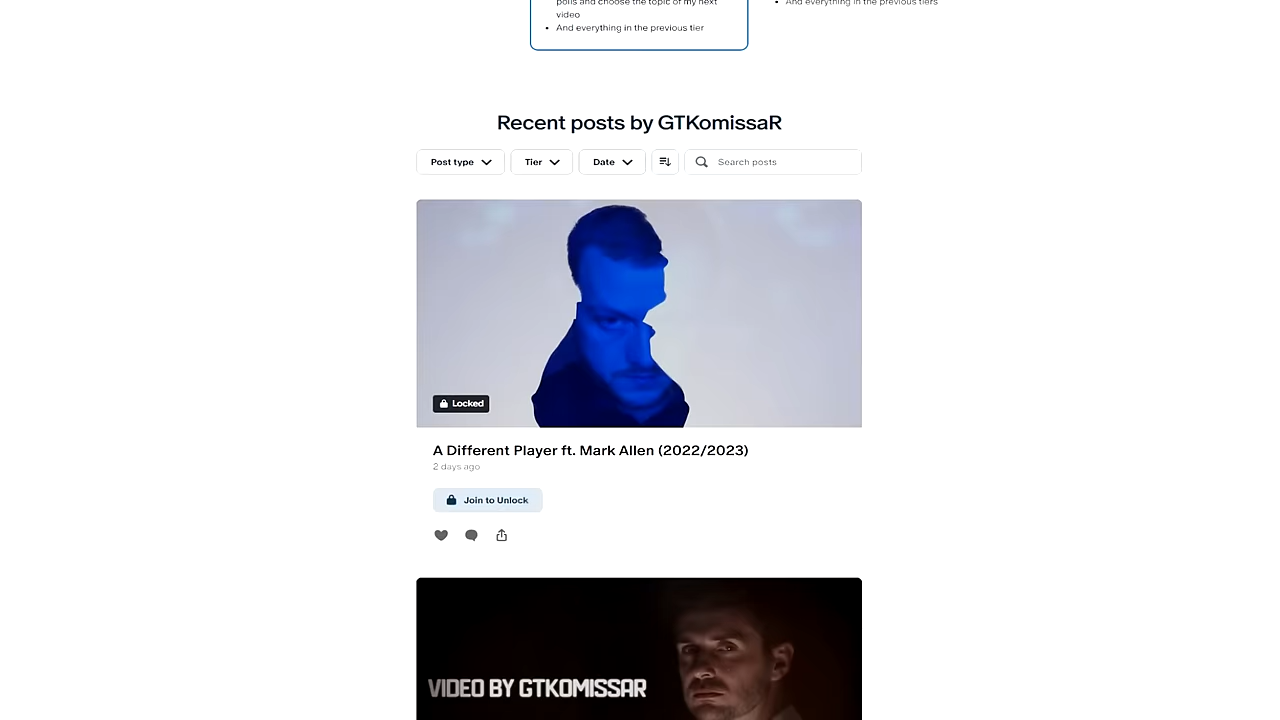 polls and choose the topic of my next
video
• And everything in the previous tier
• And everything in the previous tiers
Recent posts by GTKomissaR
Post type
Tier
Date
Search posts
Locked
A Different Player ft. Mark Allen (2022/2023)
2 days ago
Join to Unlock
VIDEO BY GTKOMISSAR